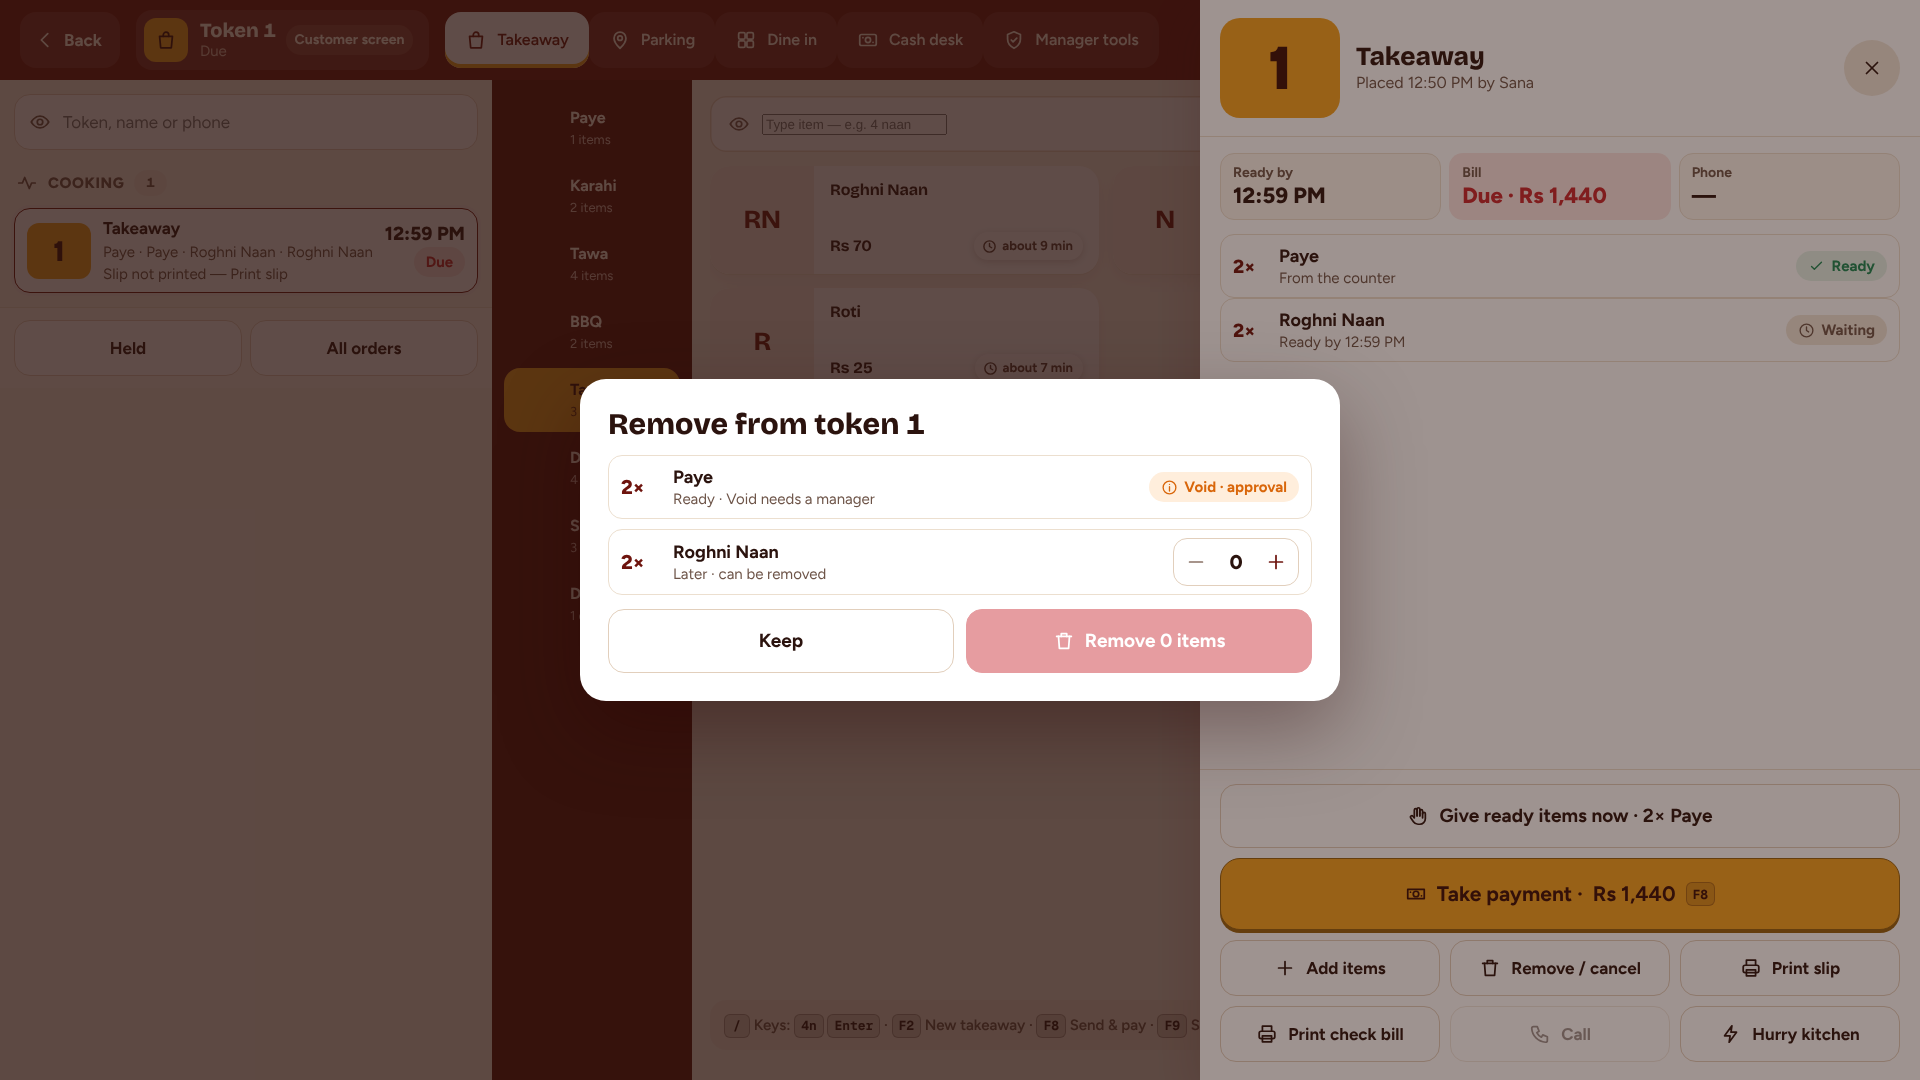 Back
Token 1
Due
Customer screen
Takeaway
Parking
Dine in
Cash desk
Manager tools
Token, name or phone
COOKING 1
1
Takeaway
12:59 PM
Paye · Paye · Roghni Naan · Roghni Naan
Due
Slip not printed — Print slip
Held
All orders
Paye
1 items
Karahi
2 items
Tawa
4 items
BBQ
2 items
Type item — e.g. 4 naan
RN
Roghni Naan
Rs 70
about 9 min
N
R
Roti
Rs 25
about 7 min
/ Keys: 4n Enter · F2 New takeaway · F8 Send & pay · F9
1
Takeaway
Placed 12:50 PM by Sana
Ready by
12:59 PM
Bill
Due · Rs 1,440
Phone
—
2× Paye
From the counter
Ready
2× Roghni Naan
Ready by 12:59 PM
Waiting
Give ready items now · 2× Paye
Take payment · Rs 1,440 F8
Add items
Remove / cancel
Print slip
Print check bill
Call
Hurry kitchen
Remove from token 1
2× Paye
Ready · Void needs a manager
Void · approval
2× Roghni Naan
Later · can be removed
0
Keep
Remove 0 items